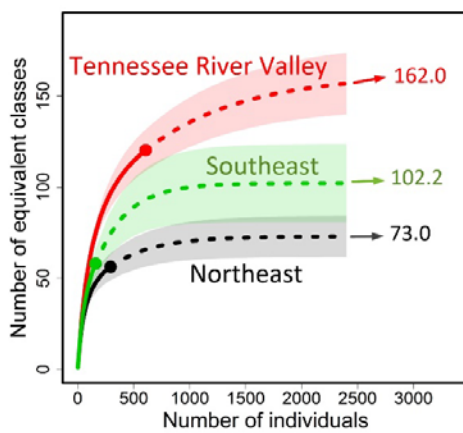 Number of equivalent classes
150
100
50
0
Tennessee River Valley
162.0
Southeast
102.2
73.0
Northeast
0 500 1000 1500 2000 2500 3000
Number of individuals